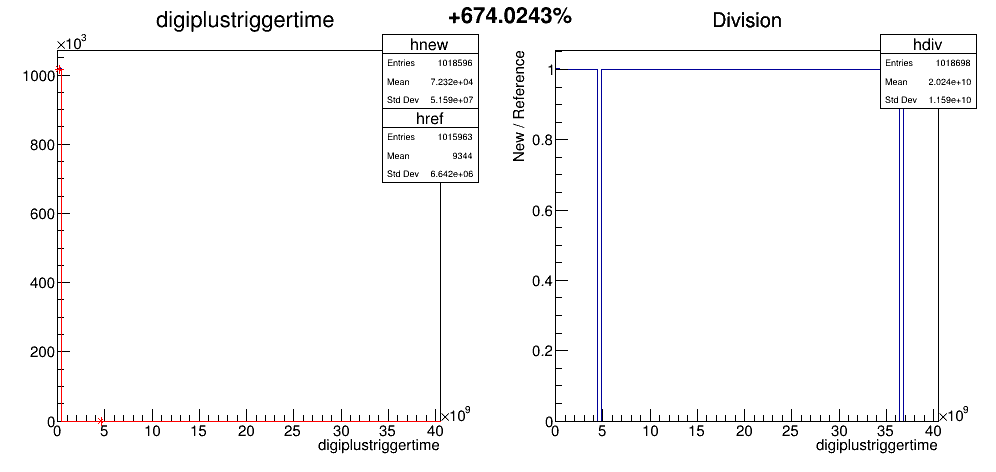 +674.0243%
digiplustriggertime
×10³
hnew
Entries 1018596
Mean 7.232e+04
Std Dev 5.159e+07
href
Entries 1015963
Mean 9344
Std Dev 6.642e+06
1000
800
600
400
200
0
0 5 10 15 20 25 30 35 40 ×10⁹
digiplustriggertime
Division
hdiv
Entries 1018698
Mean 2.024e+10
Std Dev 1.159e+10
New / Reference
1
0.8
0.6
0.4
0.2
0
0 5 10 15 20 25 30 35 40 ×10⁹
digiplustriggertime